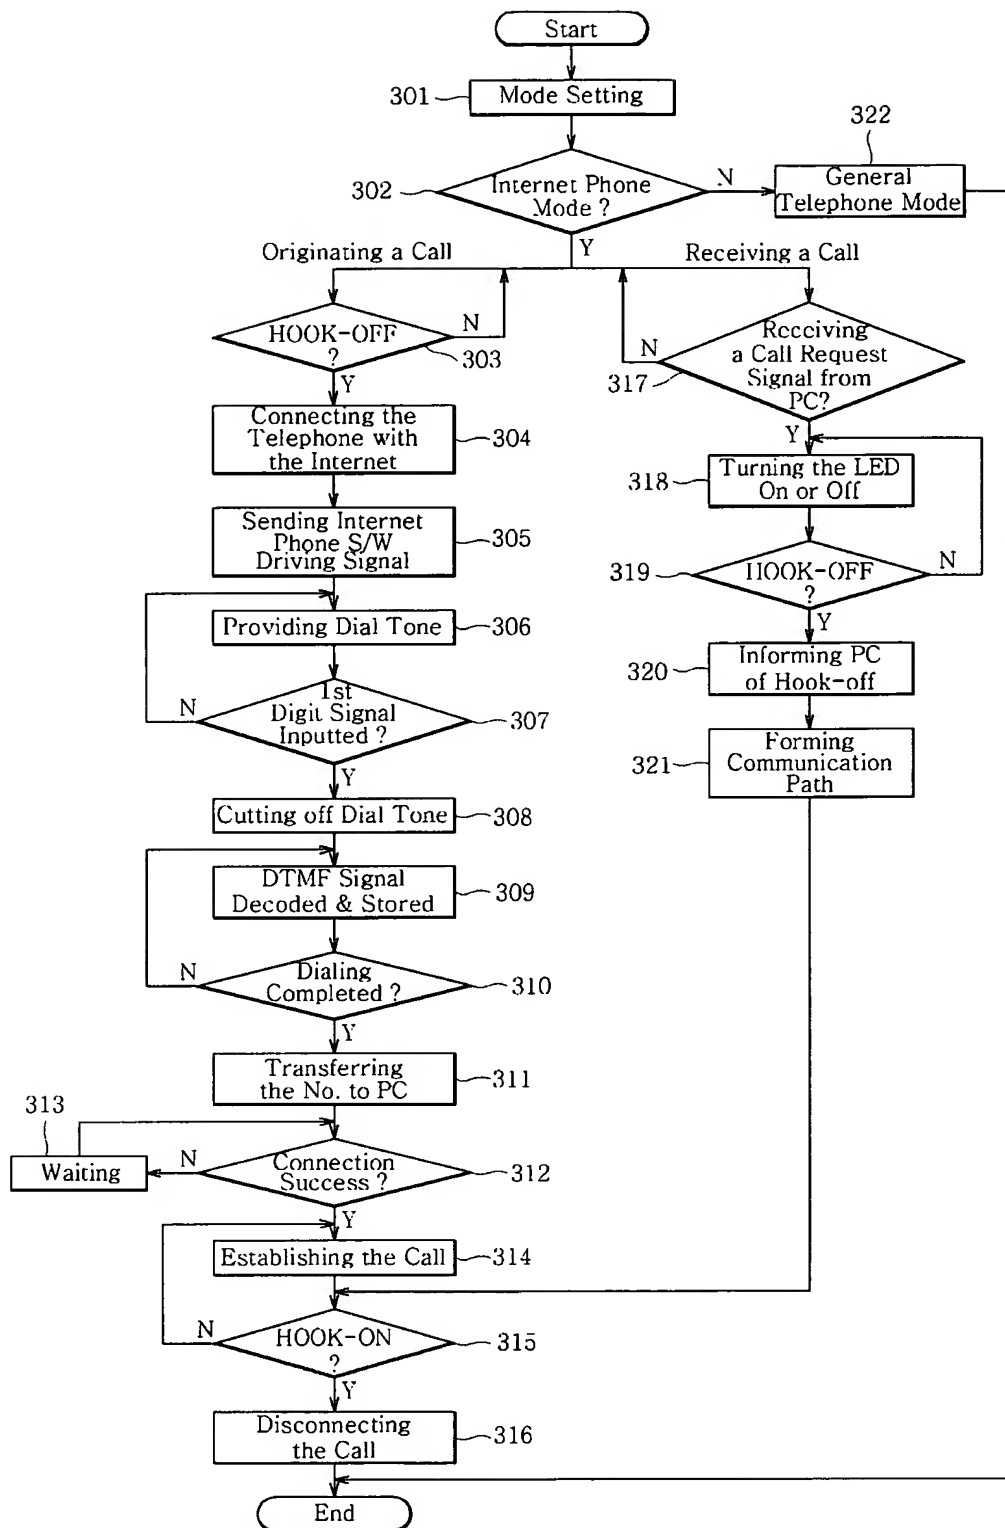 Start
301
Mode Setting
302
Internet Phone
Mode ?
N
322
General
Telephone Mode
Y
Originating a Call
Receiving a Call
HOOK-OFF
?
N
303
Y
Connecting the
Telephone with
the Internet
304
Sending Internet
Phone S/W
Driving Signal
305
Providing Dial Tone
306
1st
Digit Signal
Inputted ?
N
307
Y
Cutting off Dial Tone
308
DTMF Signal
Decoded & Stored
309
Dialing
Completed ?
N
310
Y
Transferring
the No. to PC
311
313
Waiting
N
Connection
Success ?
312
Y
Establishing the Call
314
N
HOOK-ON
?
315
Y
Disconnecting
the Call
316
End
Receiving
a Call Request
Signal from
PC?
N
317
Y
318
Turning the LED
On or Off
319
HOOK-OFF
?
N
Y
320
Informing PC
of Hook-off
321
Forming
Communication
Path